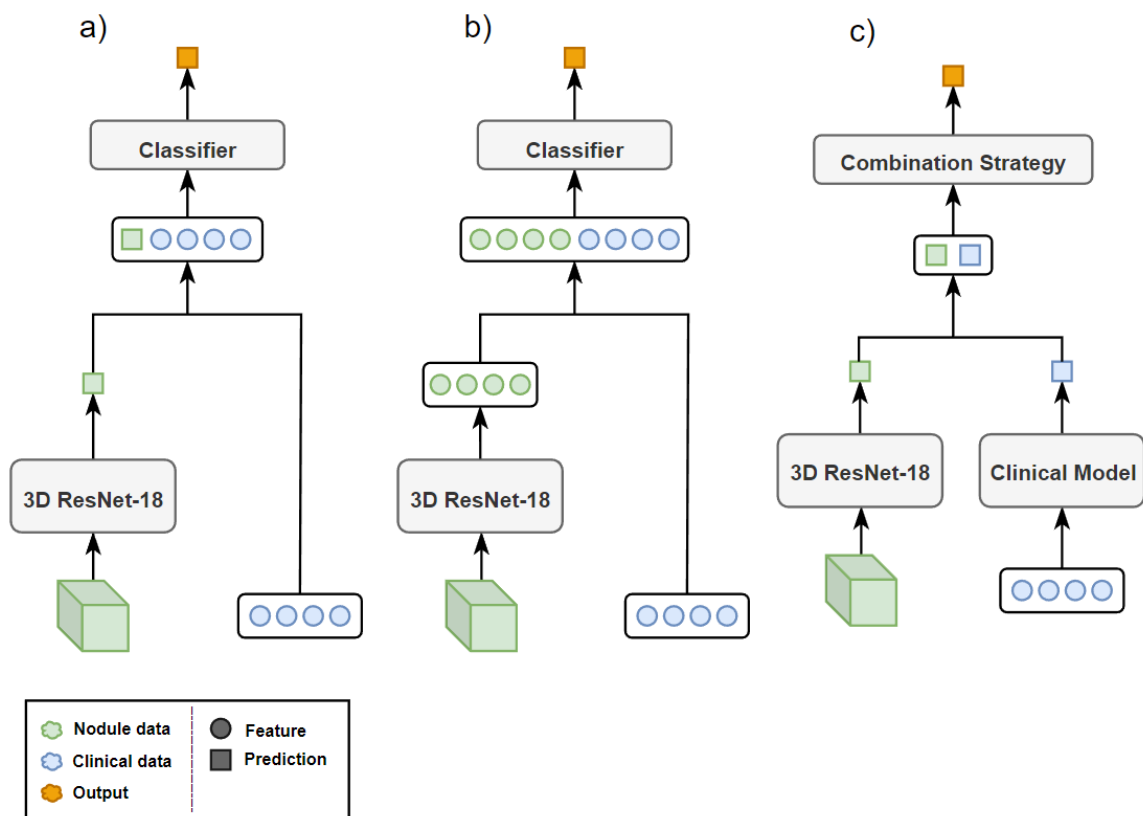 a)
Classifier
3D ResNet-18
b)
Classifier
3D ResNet-18
c)
Combination Strategy
3D ResNet-18
Clinical Model
Nodule data
Clinical data
Output
Feature
Prediction